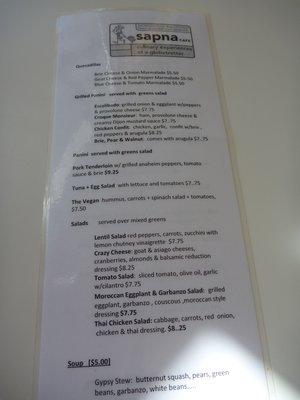 sapna CAFE
culinary experiences
of a globetrotter
Quesadillas
Brie Cheese & Onion Marmalade $5.50
Goat Cheese & Red Pepper Marmalade $5.50
Blue Cheese & Tomato Marmalade $5.50
Grilled Panini served with greens salad
Escalibada: grilled onion & eggplant w/peppers
& provolone cheese $7.75
Croque Monsieur: ham, provolone cheese &
creamy Dijon mustard sauce $7..75
Chicken Confit: chicken, garlic, confit w/brie ,
red peppers & arugula $8.25
Brie, Pear & Walnut: comes with arugula $7..75
Panini served with greens salad
Pork Tenderloin w/ grilled anaheim peppers, tomato
sauce & brie $9.25
Tuna + Egg Salad with lettuce and tomatoes $7..75
The Vegan hummus, carrots + spinach salad + tomatoes,
$7.50
Salads served over mixed greens
Lentil Salad red peppers, carrots, zucchini with
lemon chutney vinaigrette $7.75
Crazy Cheese: goat & asiago cheeses,
cranberries, almonds & balsamic reduction
dressing $8.25
Tomato Salad: sliced tomato, olive oil, garlic
w/cilantro $7.75
Moroccan Eggplant & Garbanzo Salad: grilled
eggplant, garbanzo , couscous ,moroccan style
dressing $7.75
Thai Chicken Salad: cabbage, carrots, red onion,
chicken & thai dressing. $8..25
Soup [$5.00]
Gypsy Stew: butternut squash, pears, green
beans, garbanzo, white beans....